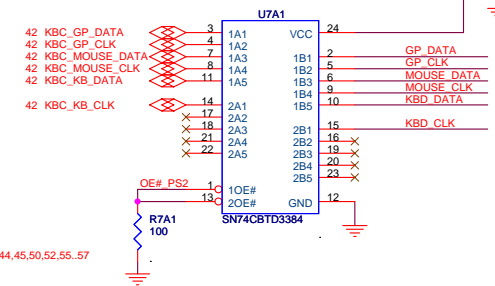 U7A1
42 KBC_GP_DATA 3 1A1 VCC 24
42 KBC_GP_CLK 4 1A2
42 KBC_MOUSE_DATA 7 1A3 1B1 2 GP_DATA
42 KBC_MOUSE_CLK 8 1A4 1B2 5 GP_CLK
42 KBC_KB_DATA 11 1A5 1B3 6 MOUSE_DATA
1B4 9 MOUSE_CLK
42 KBC_KB_CLK 14 2A1 1B5 10 KBD_DATA
17 2A2
18 2A3 2B1 15 KBD_CLK
21 2A4 2B2 16
22 2A5 2B3 19
2B4 20
2B5 23
OE#_PS2 1 1OE#
13 2OE# GND 12
R7A1 SN74CBTD3384
100
44,45,50,52,55..57